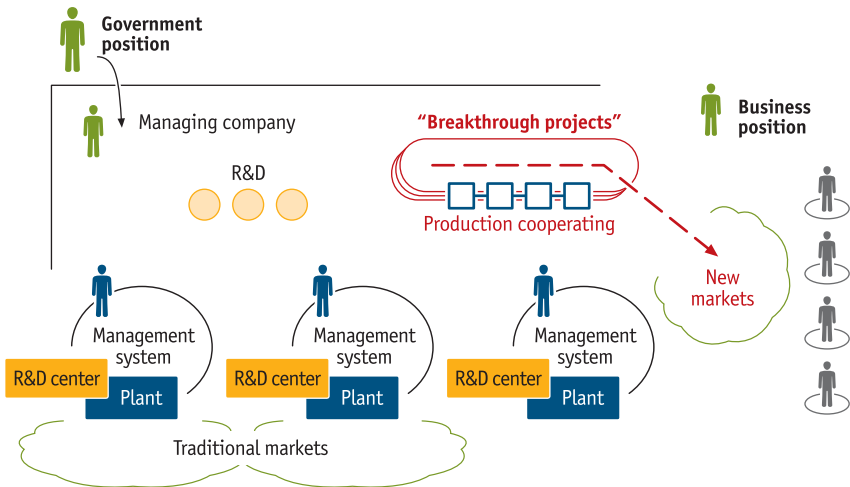 Government
position
Managing company
"Breakthrough projects"
Business
position
R&D
Production cooperating
New
markets
Management
system
R&D center
Plant
Management
system
R&D center
Plant
Management
system
R&D center
Plant
Traditional markets